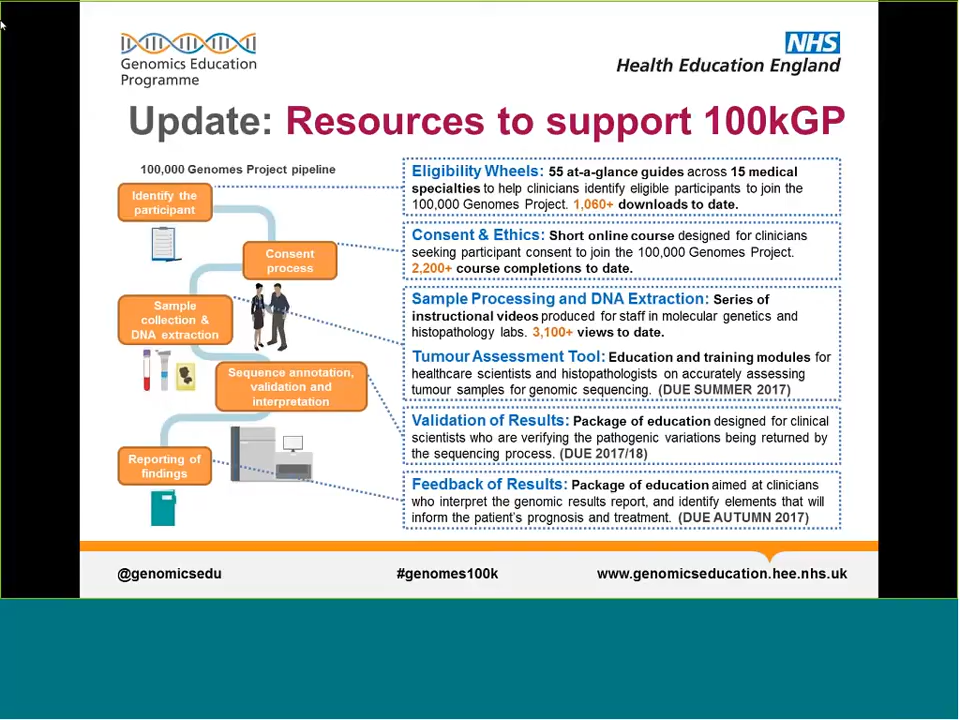 Genomics Education
Programme
NHS
Health Education England
Update: Resources to support 100kGP
100,000 Genomes Project pipeline
Identify the
participant
Consent
process
Sample
collection &
DNA extraction
Sequence annotation,
validation and
interpretation
Reporting of
findings
Eligibility Wheels: 55 at-a-glance guides across 15 medical
specialties to help clinicians identify eligible participants to join the
100,000 Genomes Project. 1,060+ downloads to date.
Consent & Ethics: Short online course designed for clinicians
seeking participant consent to join the 100,000 Genomes Project.
2,200+ course completions to date.
Sample Processing and DNA Extraction: Series of
instructional videos produced for staff in molecular genetics and
histopathology labs. 3,100+ views to date.
Tumour Assessment Tool: Education and training modules for
healthcare scientists and histopathologists on accurately assessing
tumour samples for genomic sequencing. (DUE SUMMER 2017)
Validation of Results: Package of education designed for clinical
scientists who are verifying the pathogenic variations being returned by
the sequencing process. (DUE 2017/18)
Feedback of Results: Package of education aimed at clinicians
who interpret the genomic results report, and identify elements that will
inform the patient's prognosis and treatment. (DUE AUTUMN 2017)
@genomicsedu
#genomes100k
www.genomicseducation.hee.nhs.uk